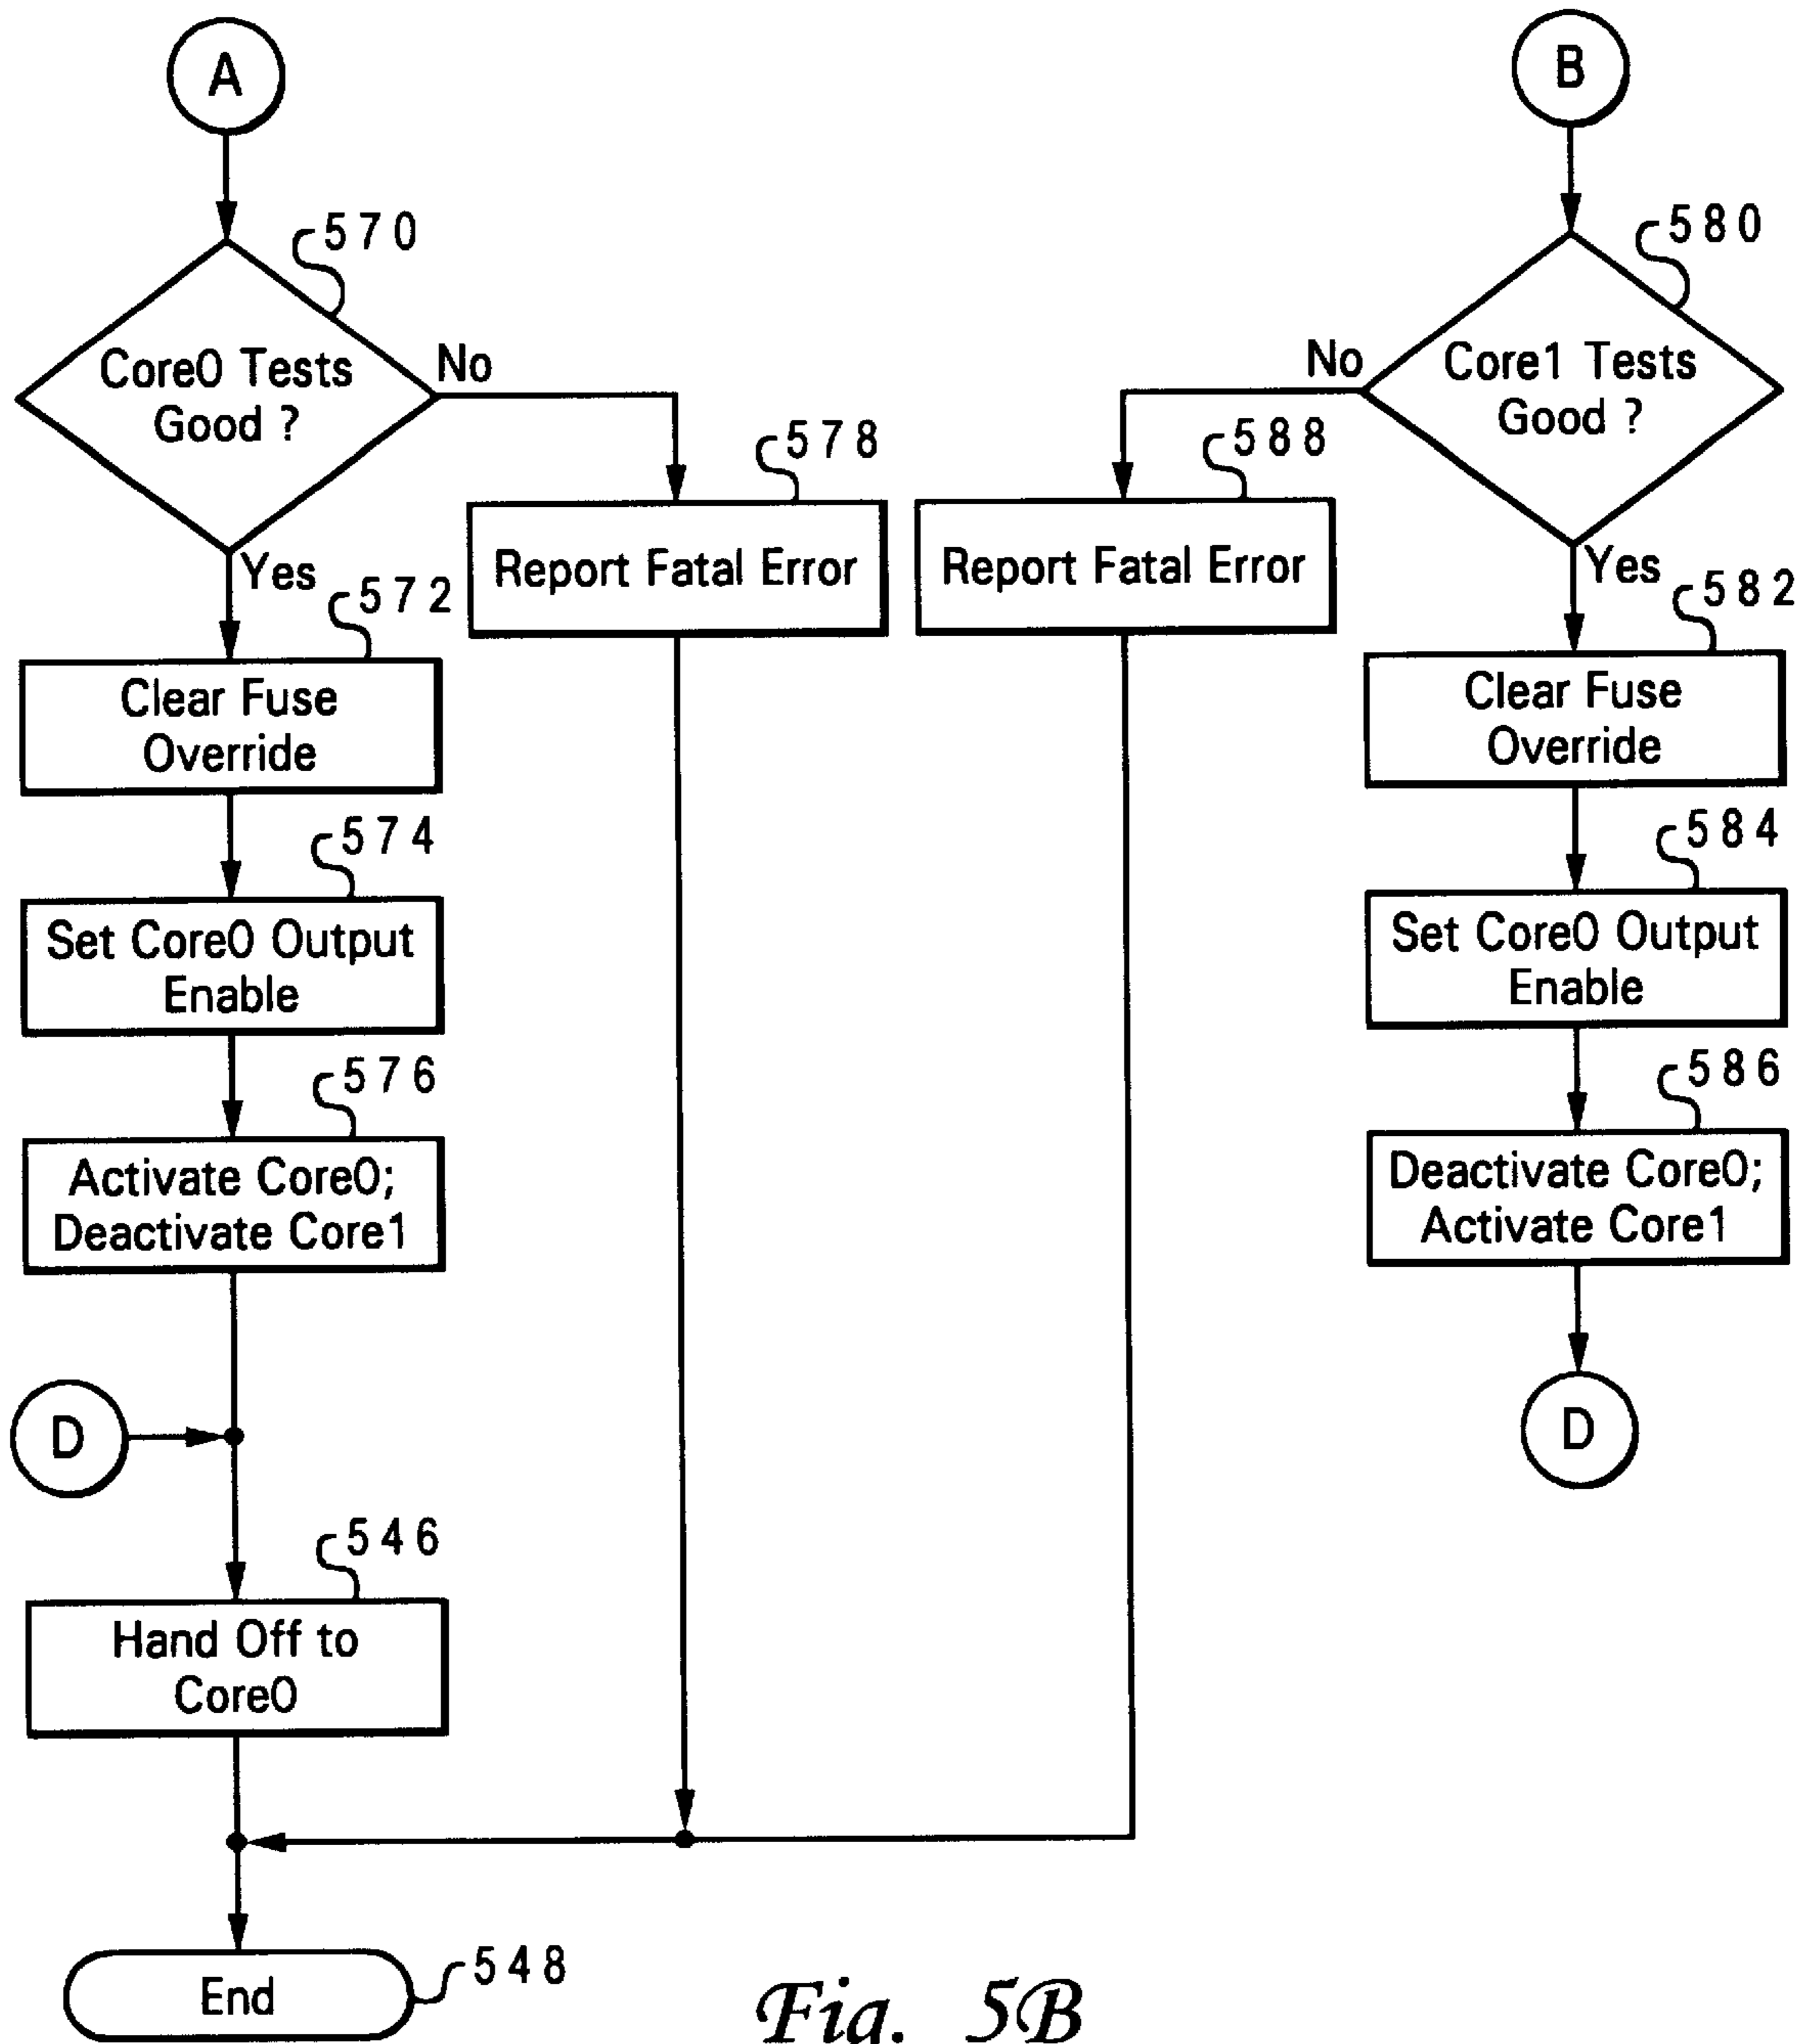 A
B
570
580
Core0 Tests
Good ?
No
No
Core1 Tests
Good ?
578
588
Report Fatal Error
Report Fatal Error
Yes
Yes
572
582
Clear Fuse
Override
Clear Fuse
Override
574
584
Set Core0 Output
Enable
Set Core0 Output
Enable
576
586
Activate Core0;
Deactivate Core1
Deactivate Core0;
Activate Core1
D
D
546
Hand Off to
Core0
End
548
Fig. 5B